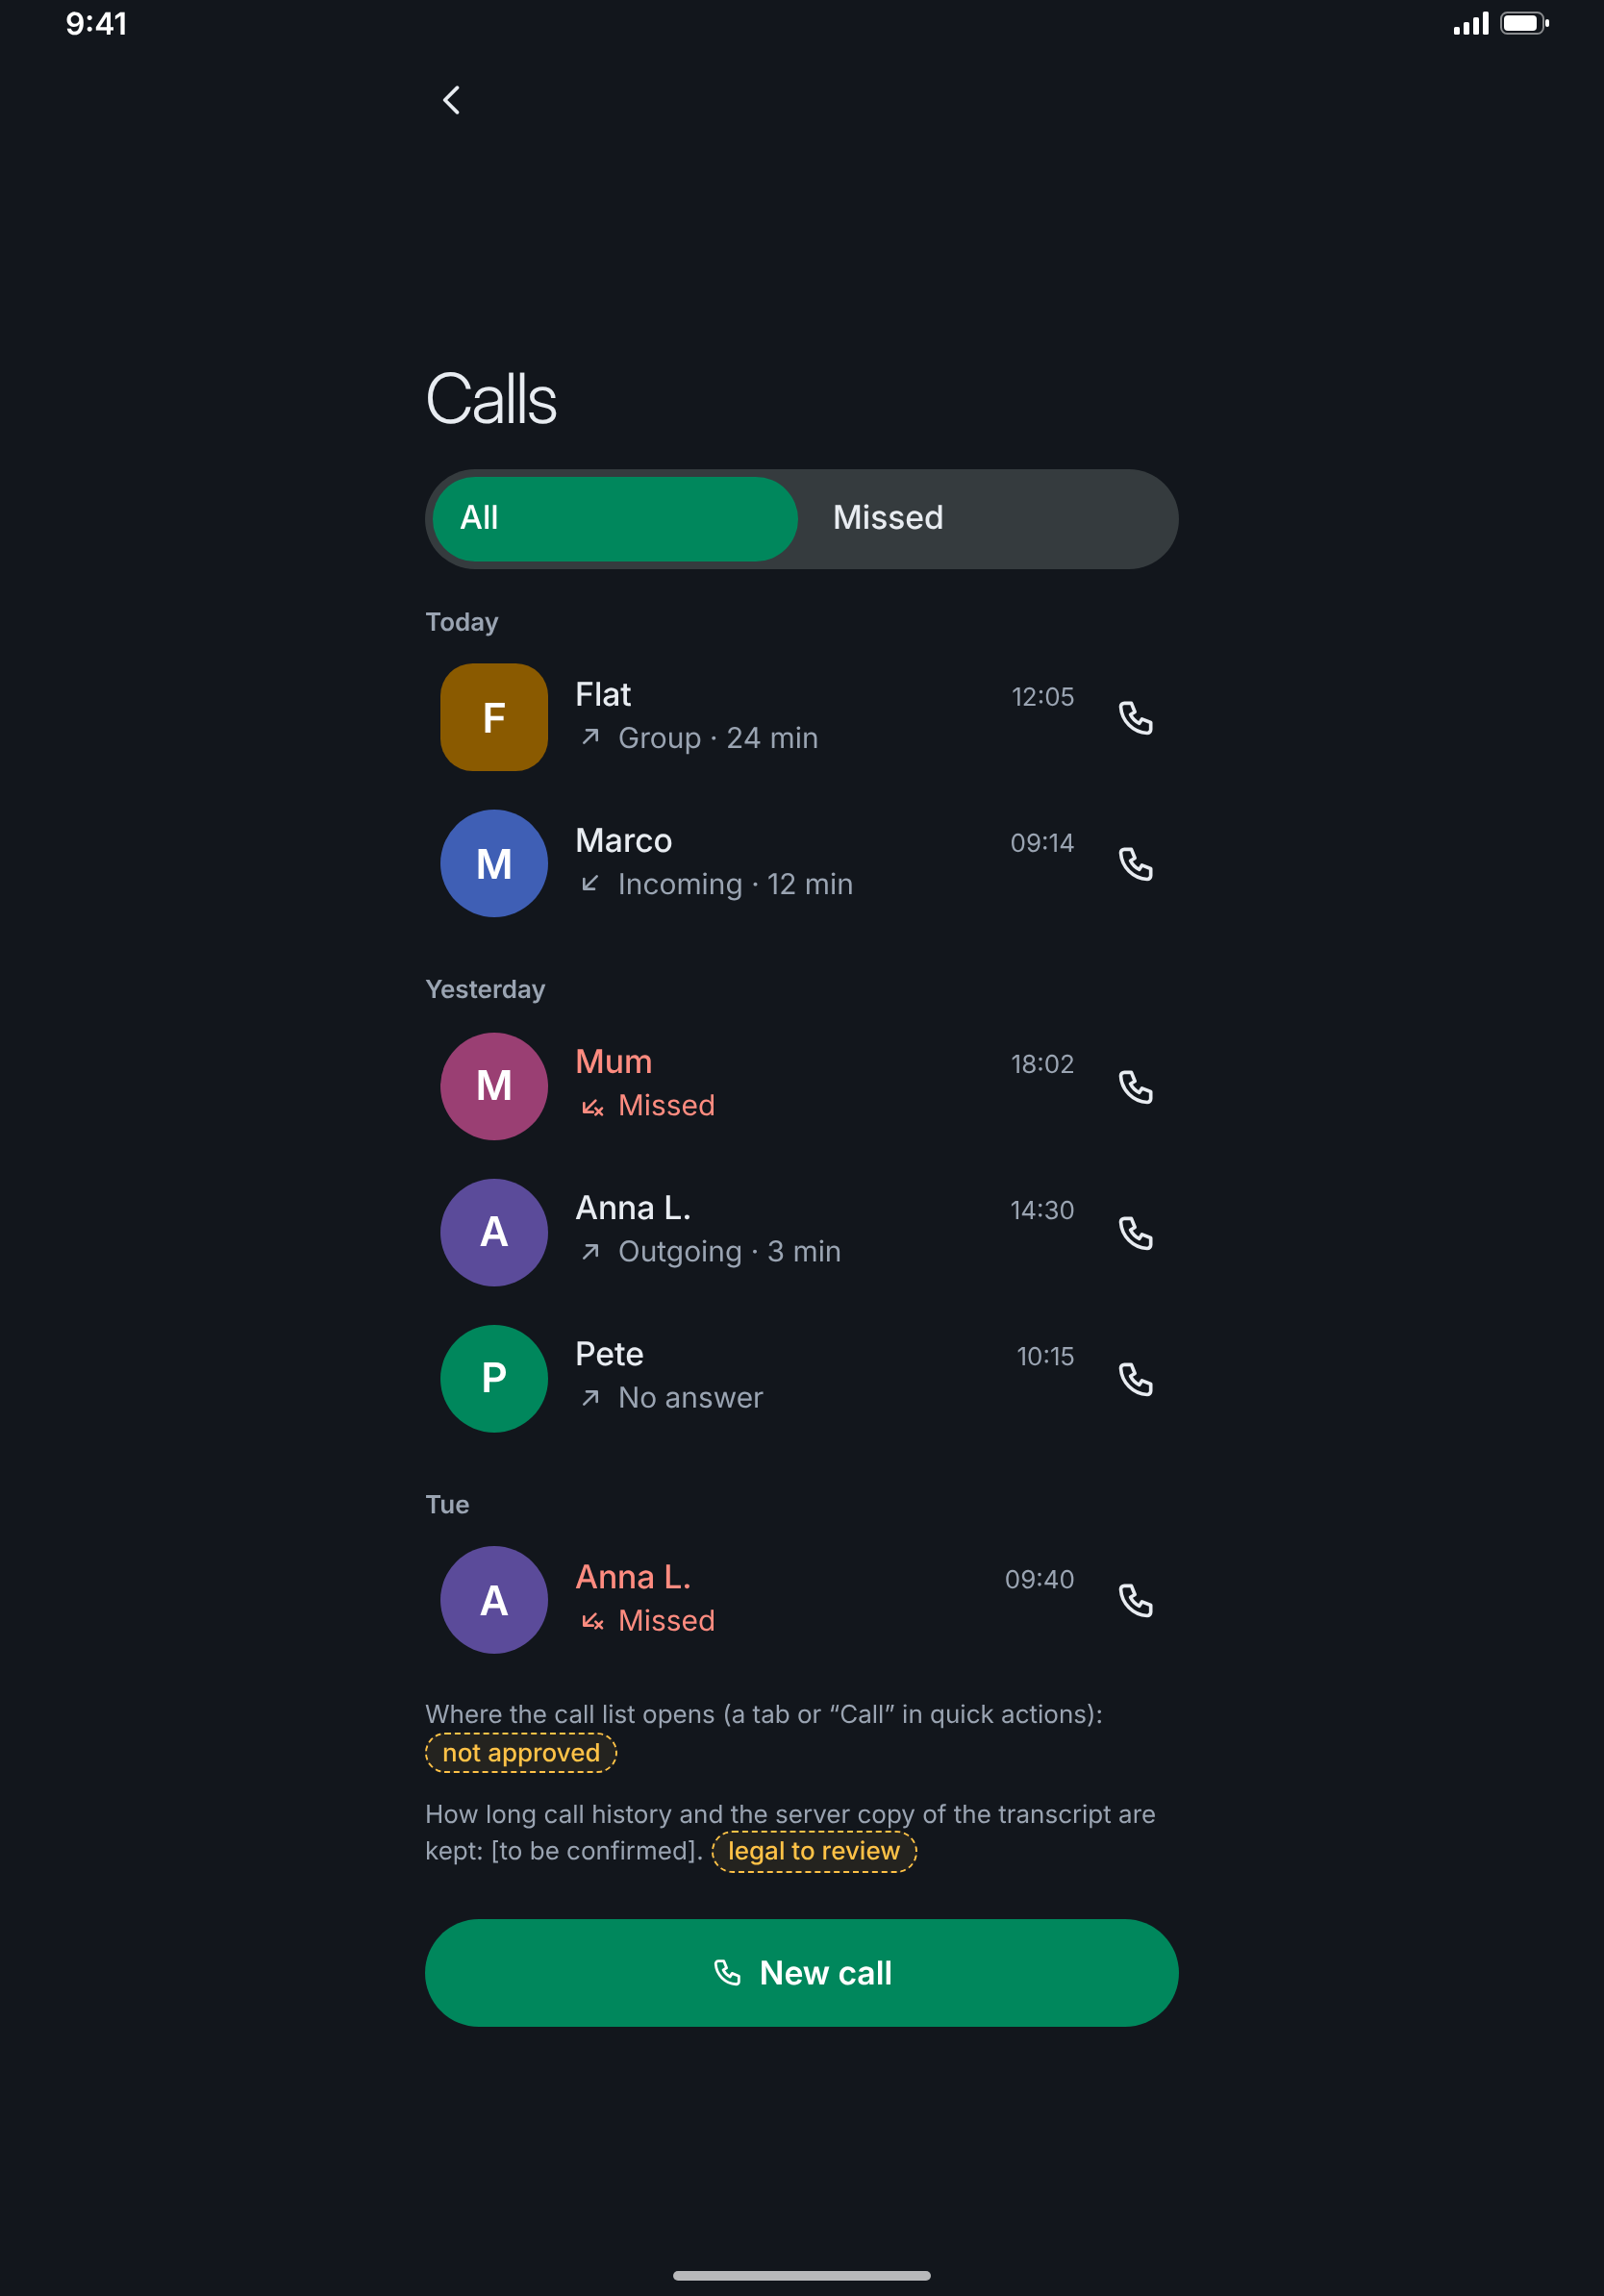 9:41
Calls
All
Missed
Today
F
Flat
12:05
Group · 24 min
M
Marco
09:14
Incoming · 12 min
Yesterday
M
Mum
18:02
Missed
A
Anna L.
14:30
Outgoing · 3 min
P
Pete
10:15
No answer
Tue
A
Anna L.
09:40
Missed
Where the call list opens (a tab or “Call” in quick actions):
not approved
How long call history and the server copy of the transcript are
kept: [to be confirmed]. legal to review
New call